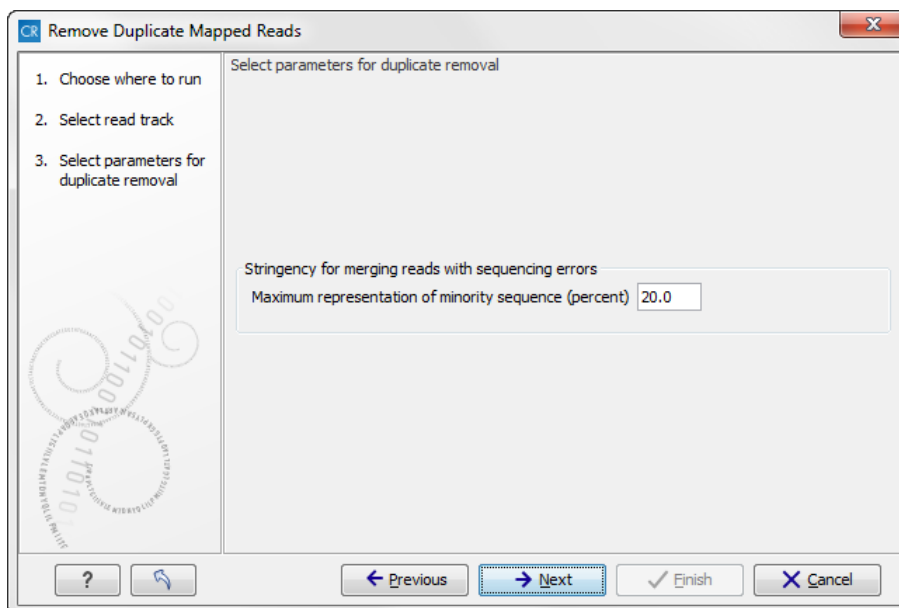 CR Remove Duplicate Mapped Reads
X
1. Choose where to run
2. Select read track
3. Select parameters for
duplicate removal
Select parameters for duplicate removal
Stringency for merging reads with sequencing errors
Maximum representation of minority sequence (percent) 20.0
? Previous Next Finish Cancel